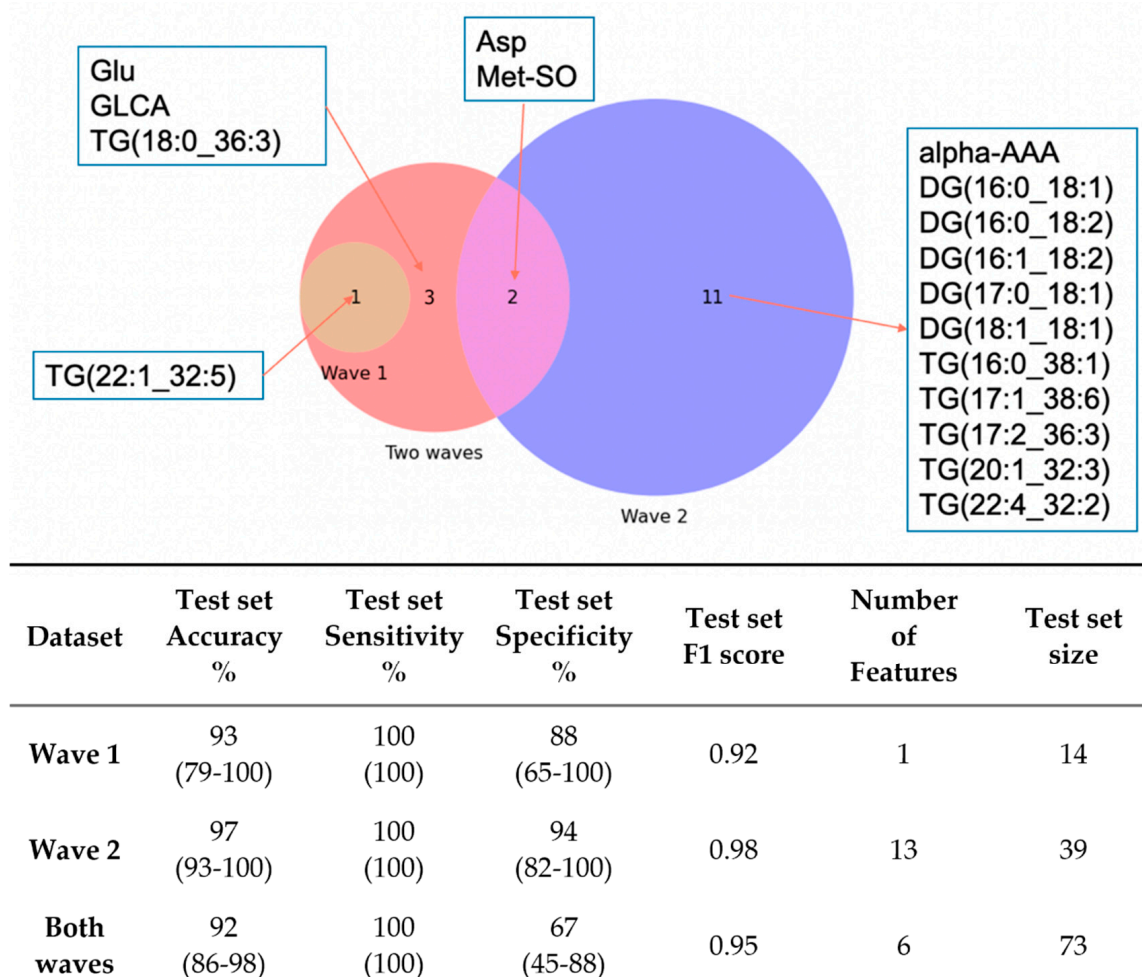 Glu
GLCA
TG(18:0_36:3)
Asp
Met-SO
alpha-AAA
DG(16:0_18:1)
DG(16:0_18:2)
DG(16:1_18:2)
DG(17:0_18:1)
DG(18:1_18:1)
TG(16:0_38:1)
TG(17:1_38:6)
TG(17:2_36:3)
TG(20:1_32:3)
TG(22:4_32:2)
1
3
2
11
TG(22:1_32:5)
Wave 1
Two waves
Wave 2
Dataset
Test set
Accuracy
%
Test set
Sensitivity
%
Test set
Specificity
%
Test set
F1 score
Number
of
Features
Test set
size
Wave 1
93
(79-100)
100
(100)
88
(65-100)
0.92
1
14
Wave 2
97
(93-100)
100
(100)
94
(82-100)
0.98
13
39
Both
waves
92
(86-98)
100
(100)
67
(45-88)
0.95
6
73